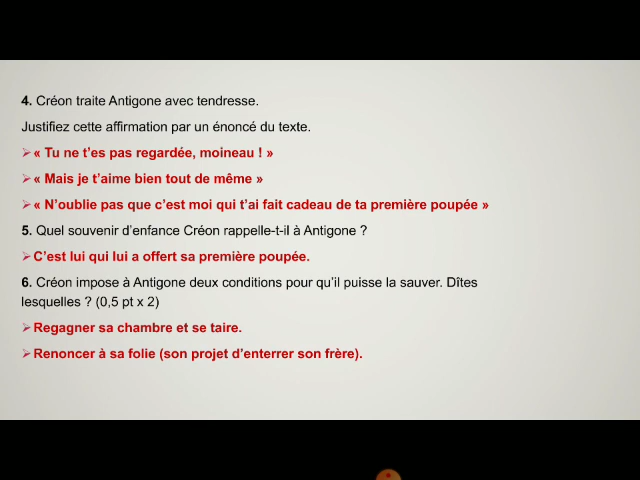 4. Créon traite Antigone avec tendresse.
Justifiez cette affirmation par un énoncé du texte.
➢« Tu ne t'es pas regardée, moineau ! »
➢« Mais je t'aime bien tout de même »
➢« N'oublie pas que c'est moi qui t'ai fait cadeau de ta première poupée »
5. Quel souvenir d'enfance Créon rappelle-t-il à Antigone ?
➢C'est lui qui lui a offert sa première poupée.
6. Créon impose à Antigone deux conditions pour qu'il puisse la sauver. Dîtes
lesquelles ? (0,5 pt x 2)
➢Regagner sa chambre et se taire.
➢Renoncer à sa folie (son projet d'enterrer son frère).